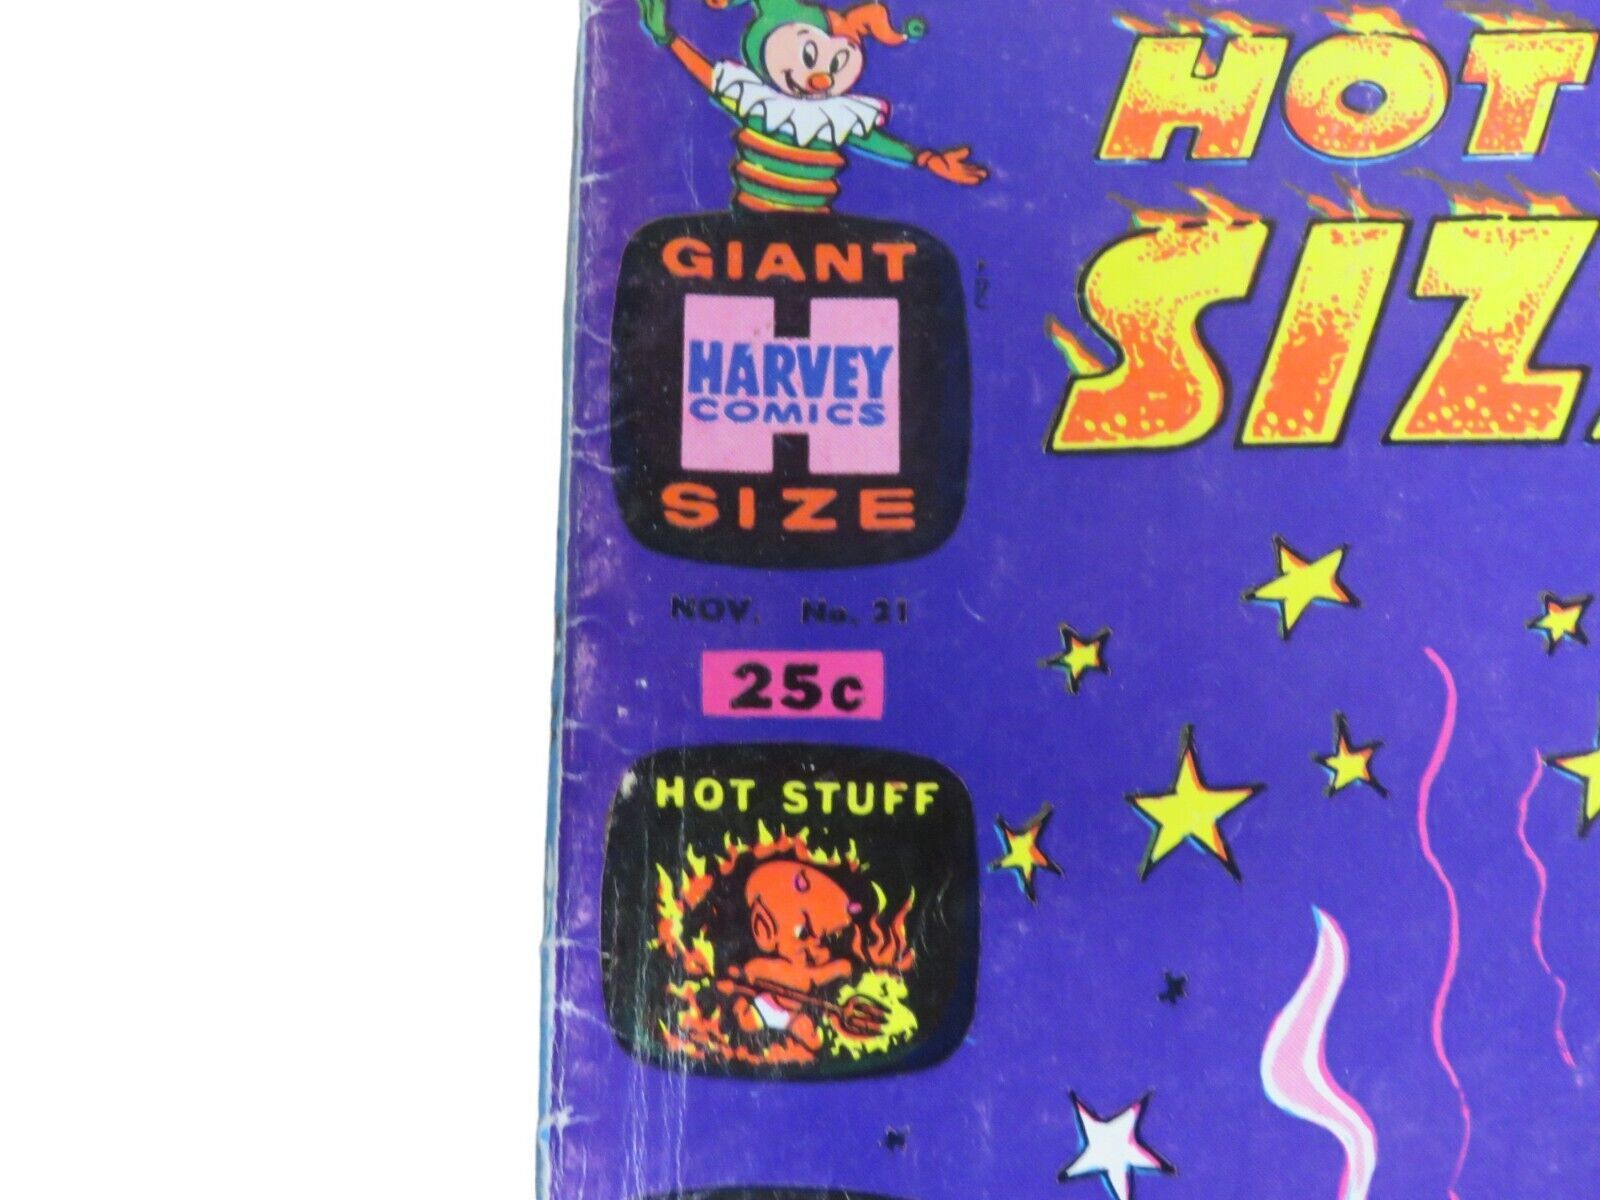 HOT
SIZ
GIANT
HARVEY
COMICS
SIZE
NOV. No. 21
25c
HOT STUFF